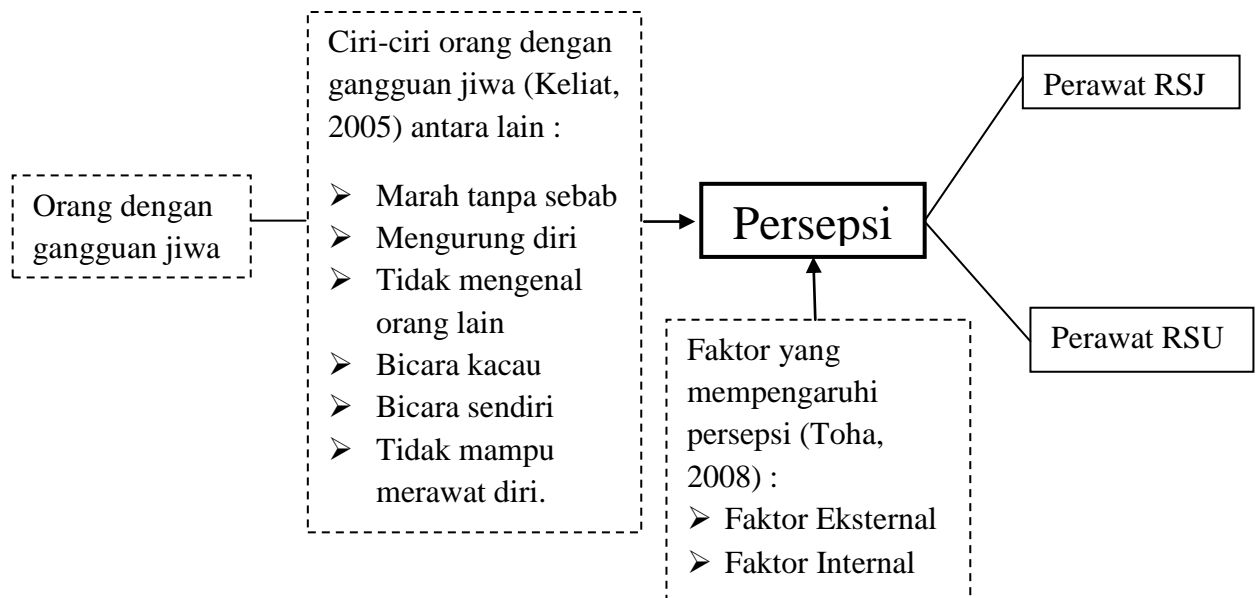 Orang dengan
gangguan jiwa
Ciri-ciri orang dengan
gangguan jiwa (Keliat,
2005) antara lain :
➢ Marah tanpa sebab
➢ Mengurung diri
➢ Tidak mengenal
orang lain
➢ Bicara kacau
➢ Bicara sendiri
➢ Tidak mampu
merawat diri.
Persepsi
Faktor yang
mempengaruhi
persepsi (Toha,
2008) :
➢ Faktor Eksternal
➢ Faktor Internal
Perawat RSJ
Perawat RSU